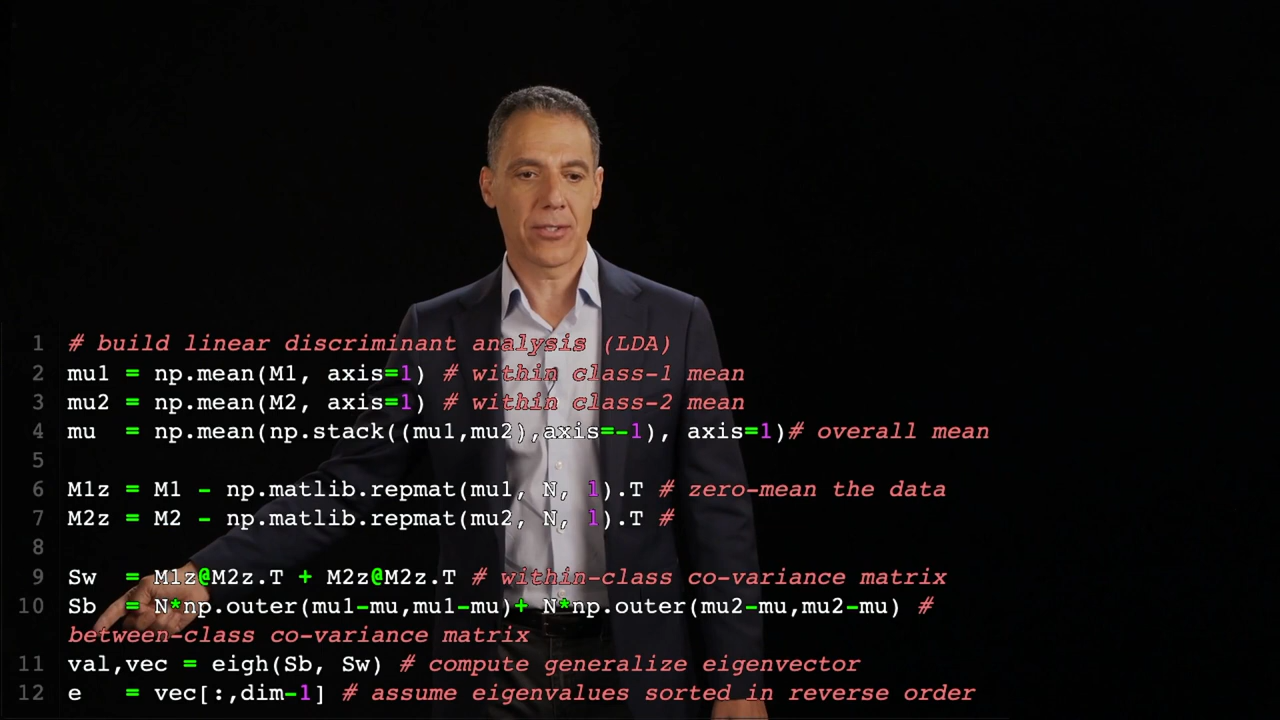 1 # build linear discriminant analysis (LDA)
2 mu1 = np.mean(M1, axis=1) # within class-1 mean
3 mu2 = np.mean(M2, axis=1) # within class-2 mean
4 mu  = np.mean(np.stack((mu1,mu2),axis=-1), axis=1)# overall mean
5
6 M1z = M1 - np.matlib.repmat(mu1, N, 1).T # zero-mean the data
7 M2z = M2 - np.matlib.repmat(mu2, N, 1).T #
8
9 Sw  = M1z@M2z.T + M2z@M2z.T # within-class co-variance matrix
10 Sb  = N*np.outer(mu1-mu,mu1-mu)+ N*np.outer(mu2-mu,mu2-mu) #
between-class co-variance matrix
11 val,vec = eigh(Sb, Sw) # compute generalize eigenvector
12 e   = vec[:,dim-1] # assume eigenvalues sorted in reverse order